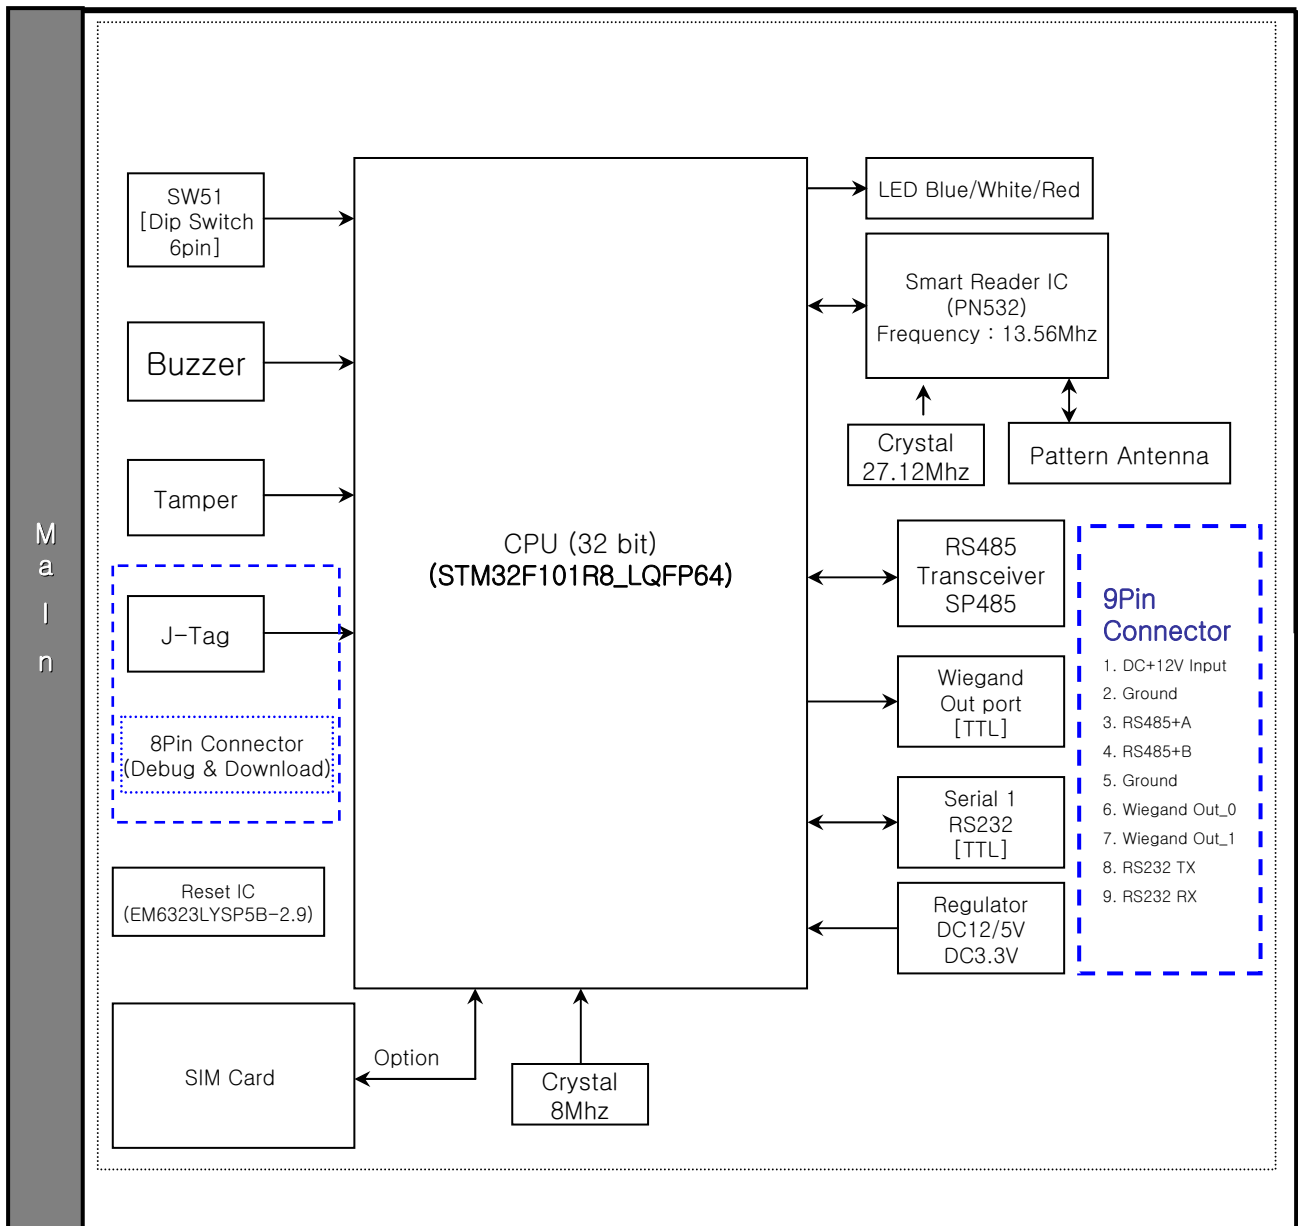 M
a
I
n
SW51
[Dip Switch
6pin]
Buzzer
Tamper
J-Tag
8Pin Connector
(Debug & Download)
Reset IC
(EM6323LYSP5B-2.9)
SIM Card
Option
Crystal
8Mhz
CPU (32 bit)
(STM32F101R8_LQFP64)
LED Blue/White/Red
Smart Reader IC
(PN532)
Frequency : 13.56Mhz
Crystal
27.12Mhz
Pattern Antenna
RS485
Transceiver
SP485
Wiegand
Out port
[TTL]
Serial 1
RS232
[TTL]
Regulator
DC12/5V
DC3.3V
9Pin
Connector
1. DC+12V Input
2. Ground
3. RS485+A
4. RS485+B
5. Ground
6. Wiegand Out_0
7. Wiegand Out_1
8. RS232 TX
9. RS232 RX